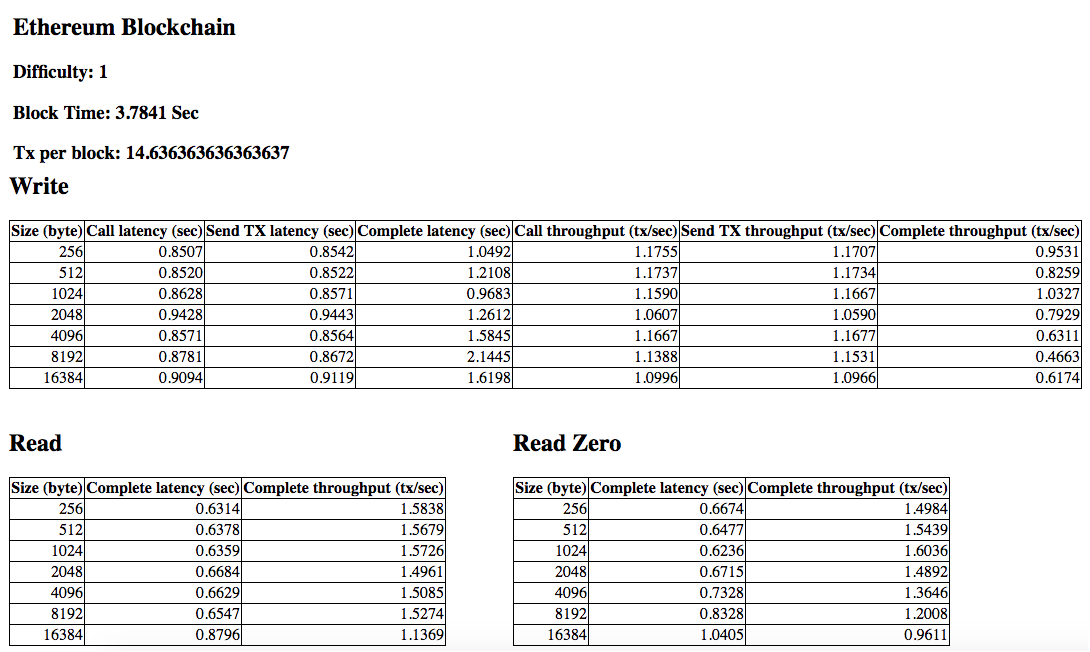 Ethereum Blockchain
Difficulty: 1
Block Time: 3.7841 Sec
Tx per block: 14.636363636363637
Write
Size (byte) Call latency (sec) Send TX latency (sec) Complete latency (sec) Call throughput (tx/sec) Send TX throughput (tx/sec) Complete throughput (tx/sec)
256 0.8507 0.8542 1.0492 1.1755 1.1707 0.9531
512 0.8520 0.8522 1.2108 1.1737 1.1734 0.8259
1024 0.8628 0.8571 0.9683 1.1590 1.1667 1.0327
2048 0.9428 0.9443 1.2612 1.0607 1.0590 0.7929
4096 0.8571 0.8564 1.5845 1.1667 1.1677 0.6311
8192 0.8781 0.8672 2.1445 1.1388 1.1531 0.4663
16384 0.9094 0.9119 1.6198 1.0996 1.0966 0.6174
Read
Size (byte) Complete latency (sec) Complete throughput (tx/sec)
256 0.6314 1.5838
512 0.6378 1.5679
1024 0.6359 1.5726
2048 0.6684 1.4961
4096 0.6629 1.5085
8192 0.6547 1.5274
16384 0.8796 1.1369
Read Zero
Size (byte) Complete latency (sec) Complete throughput (tx/sec)
256 0.6674 1.4984
512 0.6477 1.5439
1024 0.6236 1.6036
2048 0.6715 1.4892
4096 0.7328 1.3646
8192 0.8328 1.2008
16384 1.0405 0.9611